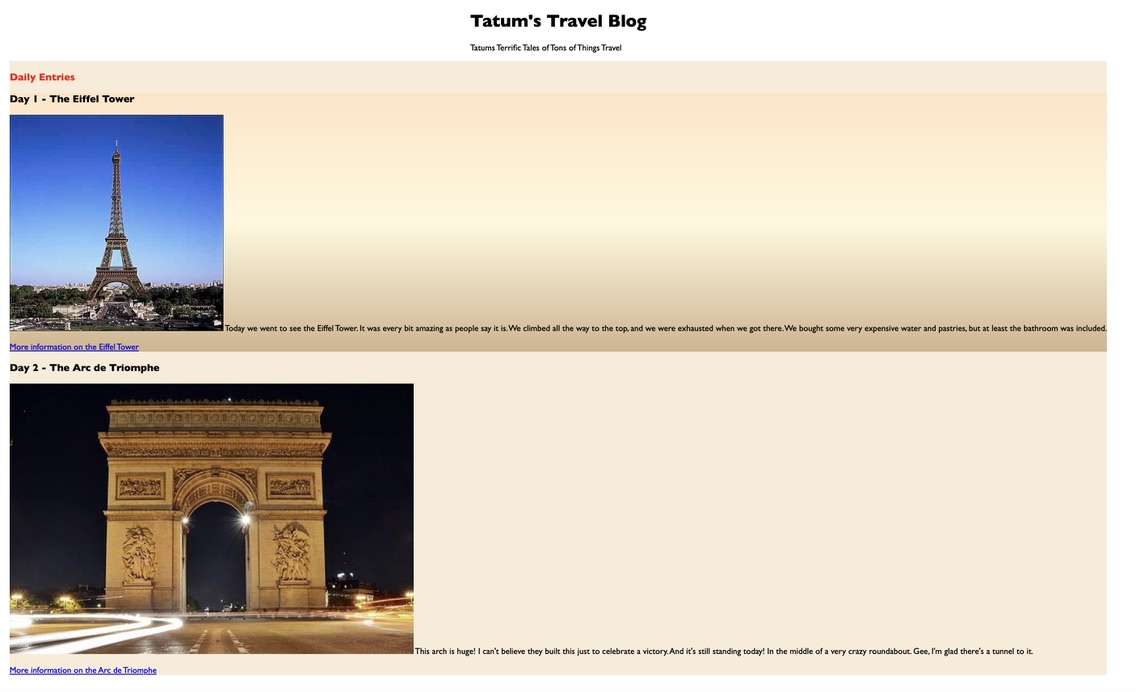 Tatum's Travel Blog
Tatums Terrific Tales of Tons of Things Travel
Daily Entries
Day 1 - The Eiffel Tower
Today we went to see the Eiffel Tower. It was every bit amazing as people say it is. We climbed all the way to the top, and we were exhausted when we got there. We bought some very expensive water and pastries, but at least the bathroom was included.
More information on the Eiffel Tower
Day 2 - The Arc de Triomphe
This arch is huge! I can't believe they built this just to celebrate a victory. And it's still standing today! In the middle of a very crazy roundabout. Gee, I'm glad there's a tunnel to it.
More information on the Arc de Triomphe